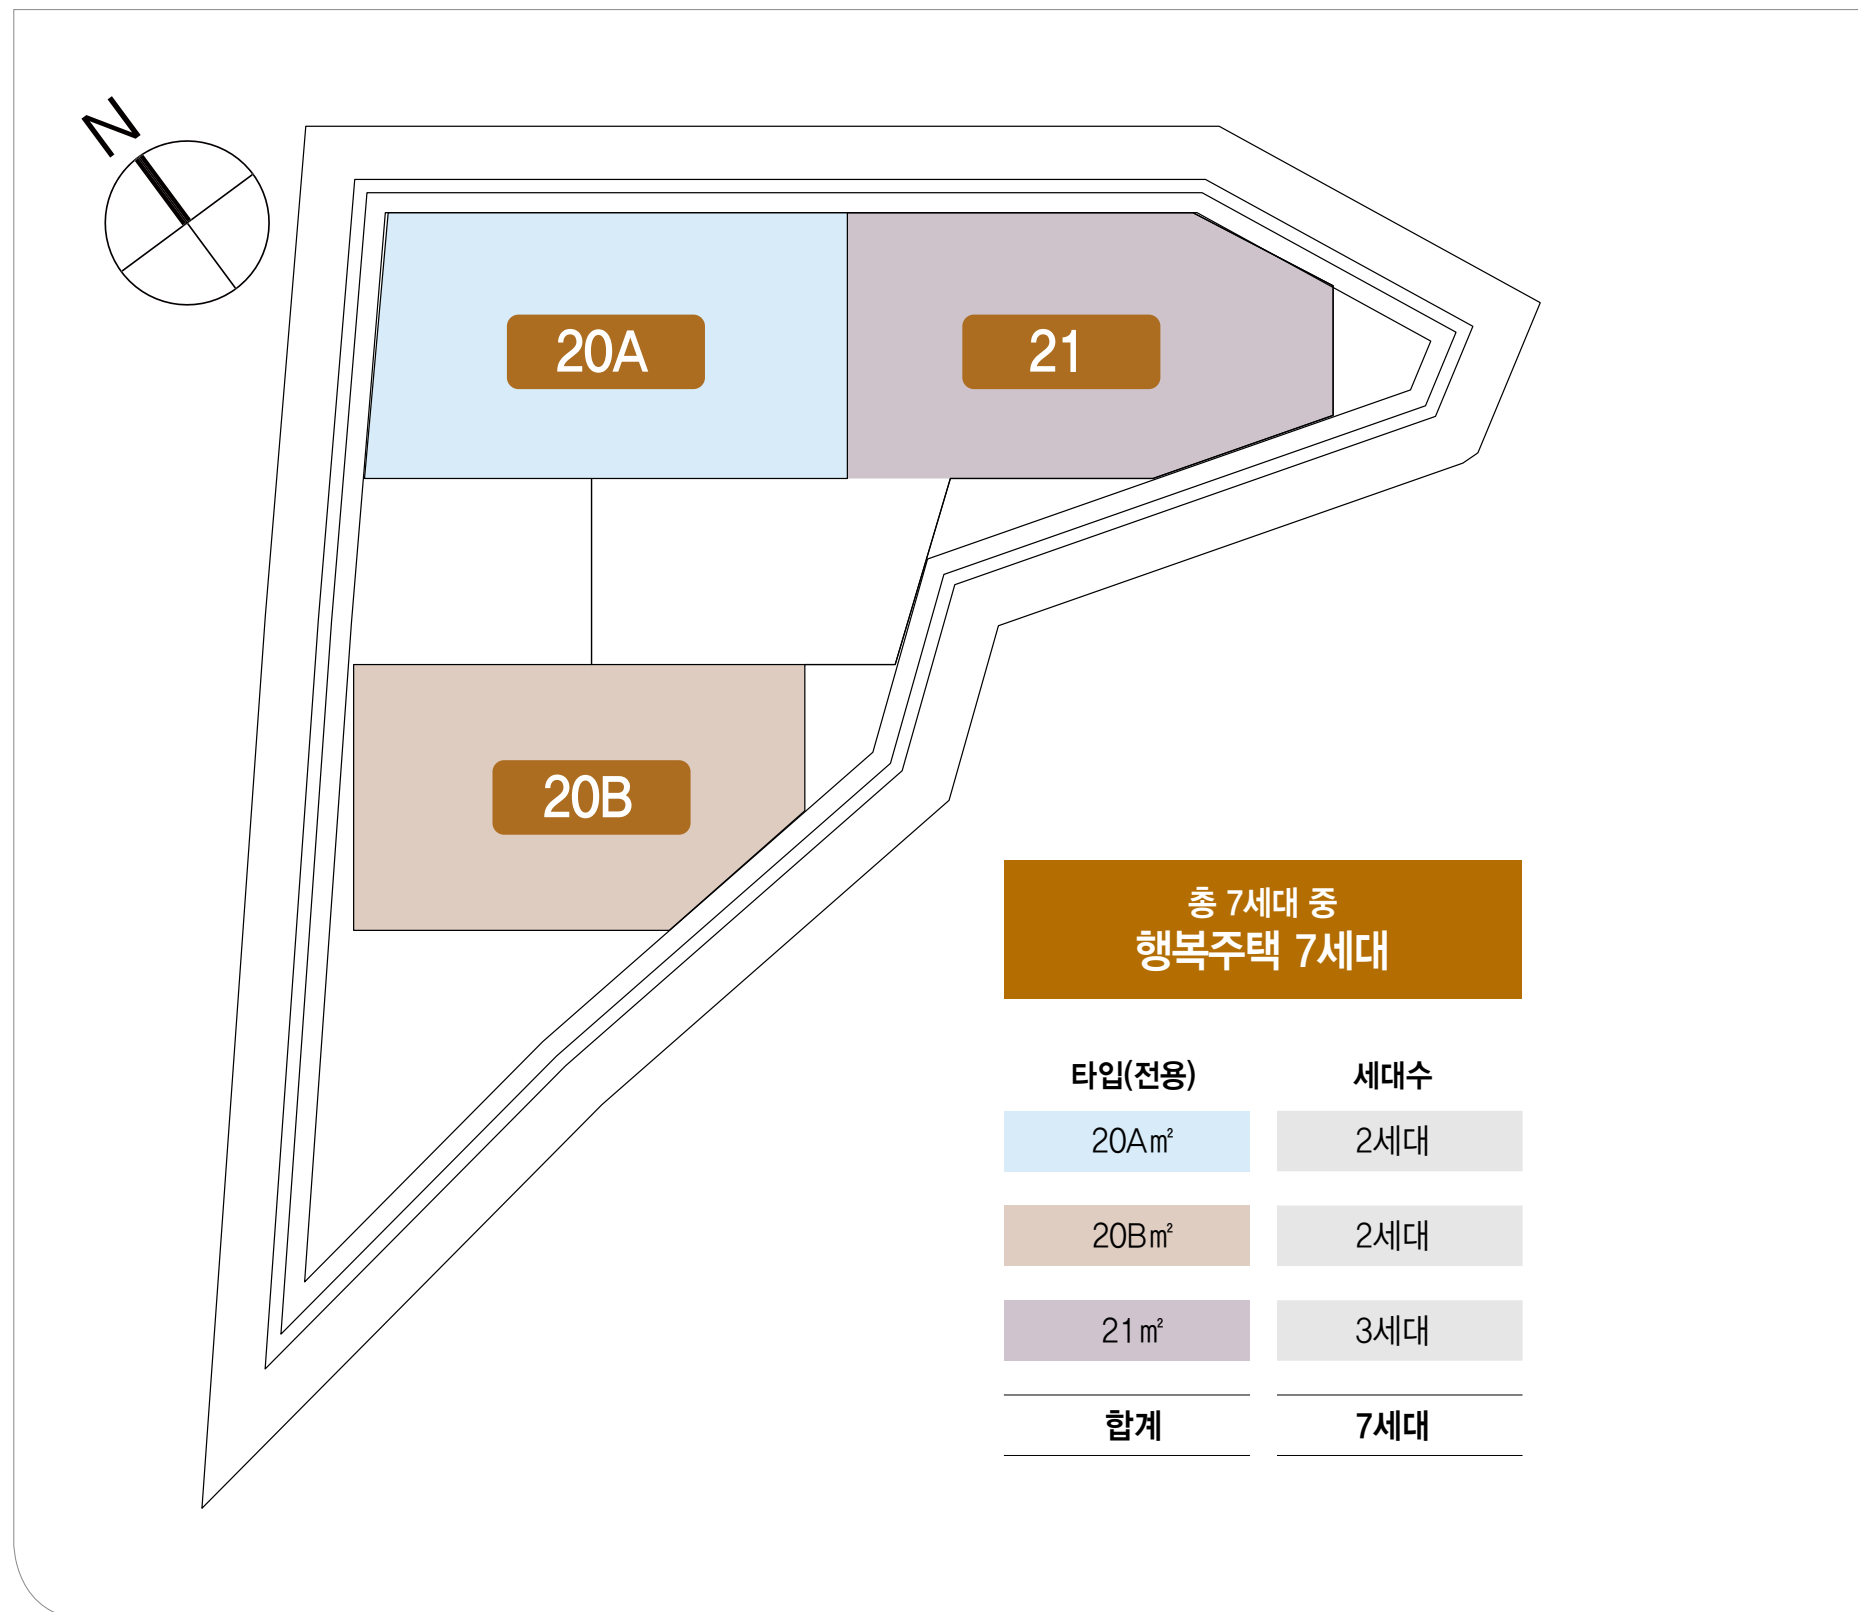 N
20A
21
20B
총 7세대 중
행복주택 7세대
타입(전용) 세대수
20A㎡ 2세대
20B㎡ 2세대
21㎡ 3세대
합계 7세대